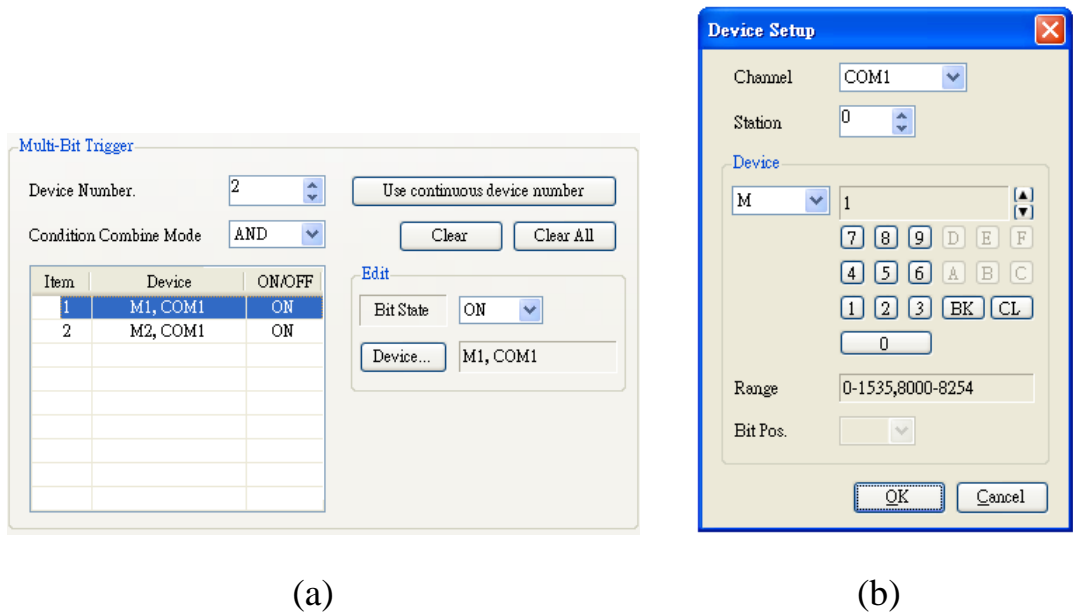 Multi-Bit Trigger
Device Number. 2 Use continuous device number
Condition Combine Mode AND Clear Clear All
Item Device ON/OFF
1 M1, COM1 ON
2 M2, COM1 ON
Edit
Bit State ON
Device... M1, COM1
(a)
Device Setup
Channel COM1
Station 0
Device
M 1
7 8 9 D E F
4 5 6 A B C
1 2 3 BK CL
0
Range 0-1535,8000-8254
Bit Pos.
OK Cancel
(b)